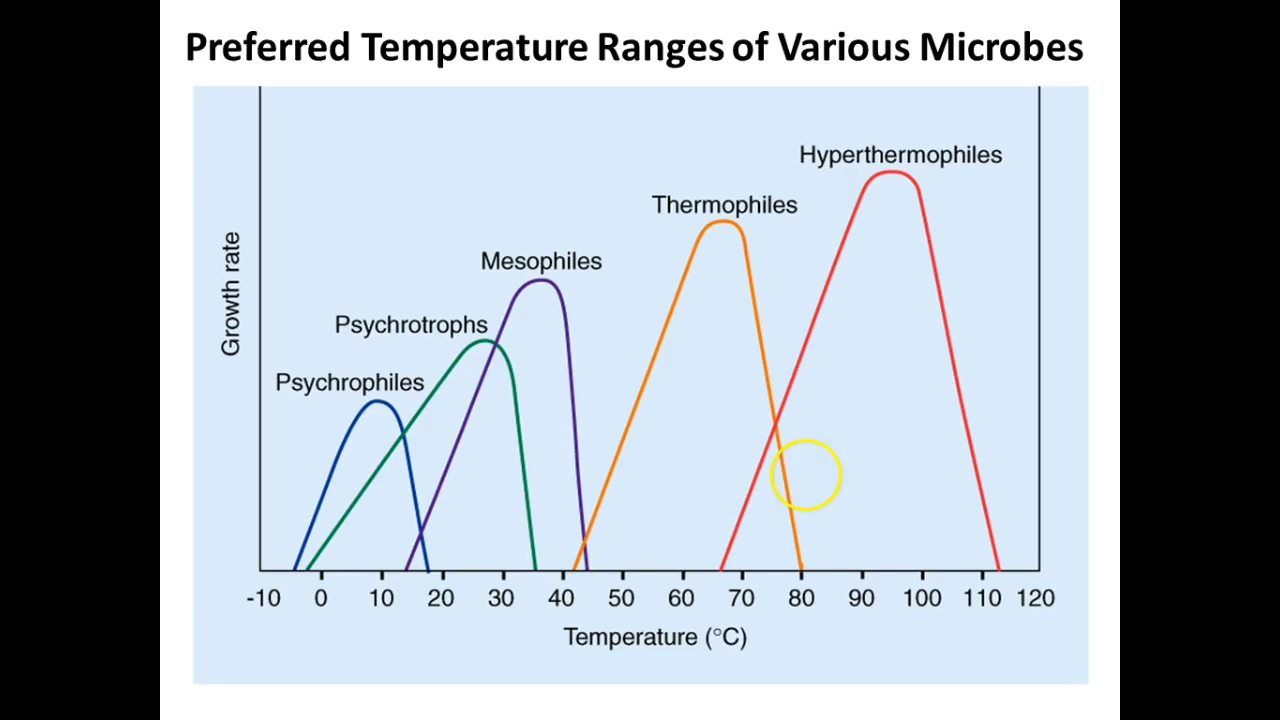 Preferred Temperature Ranges of Various Microbes
Hyperthermophiles
Thermophiles
Mesophiles
Psychrotrophs
Psychrophiles
Growth rate
-10 0 10 20 30 40 50 60 70 80 90 100 110 120
Temperature (°C)